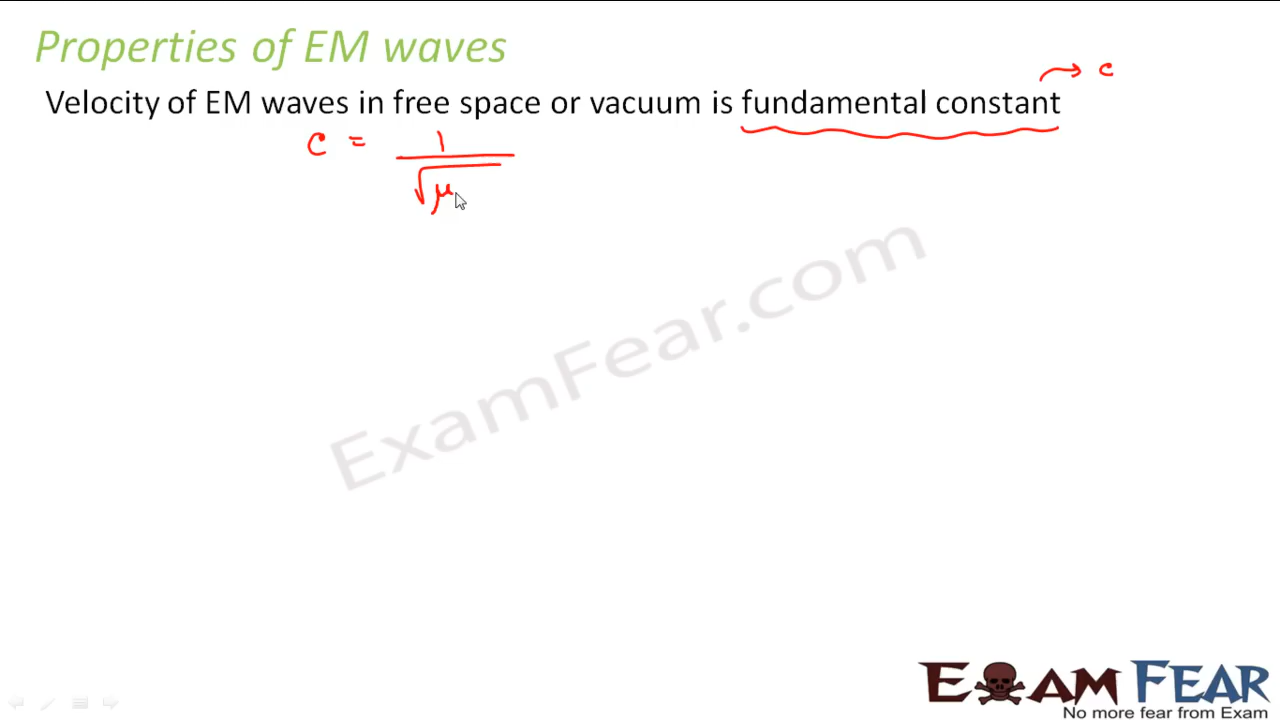 Properties of EM waves
→ c
Velocity of EM waves in free space or vacuum is fundamental constant
c = 1
√μ
ExamFear.com
EXAM FEAR
No more fear from Exam